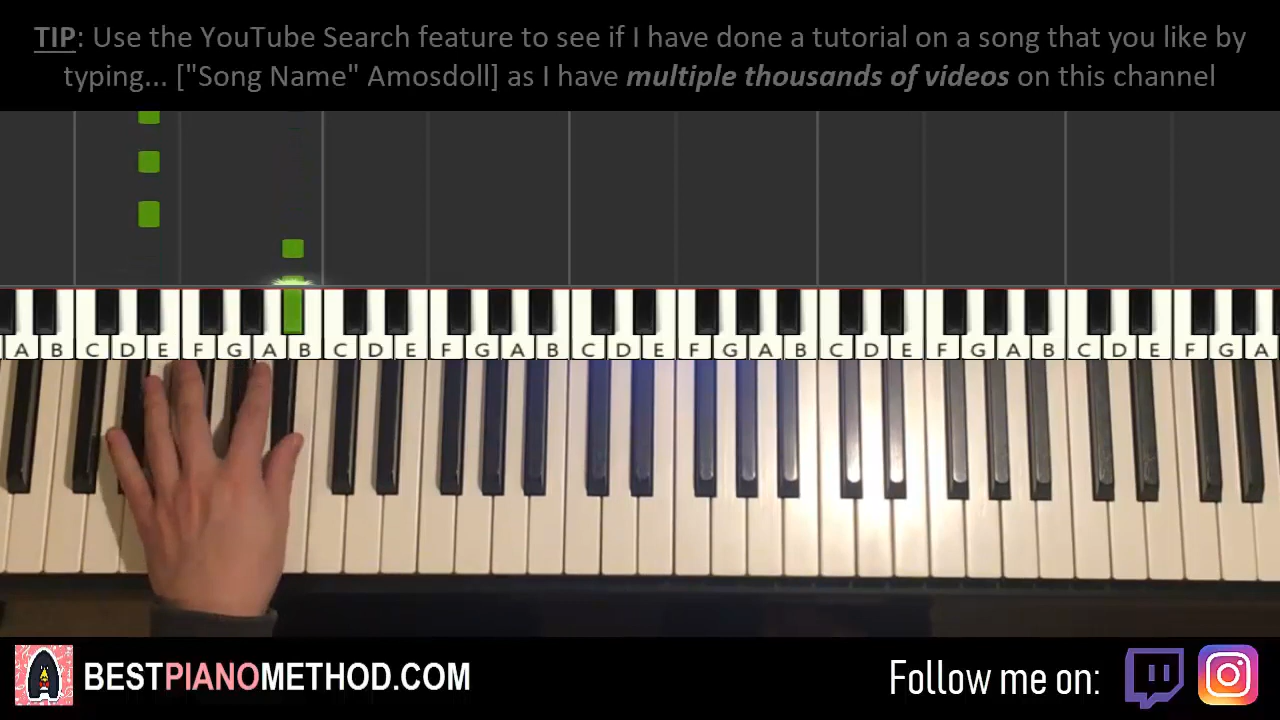 TIP: Use the YouTube Search feature to see if I have done a tutorial on a song that you like by
typing... ["Song Name" Amosdoll] as I have multiple thousands of videos on this channel
A B C D E F G A B C D E F G A B C D E F G A B C D E F G A B C D E F G A
BESTPIANOMETHOD.COM
Follow me on: